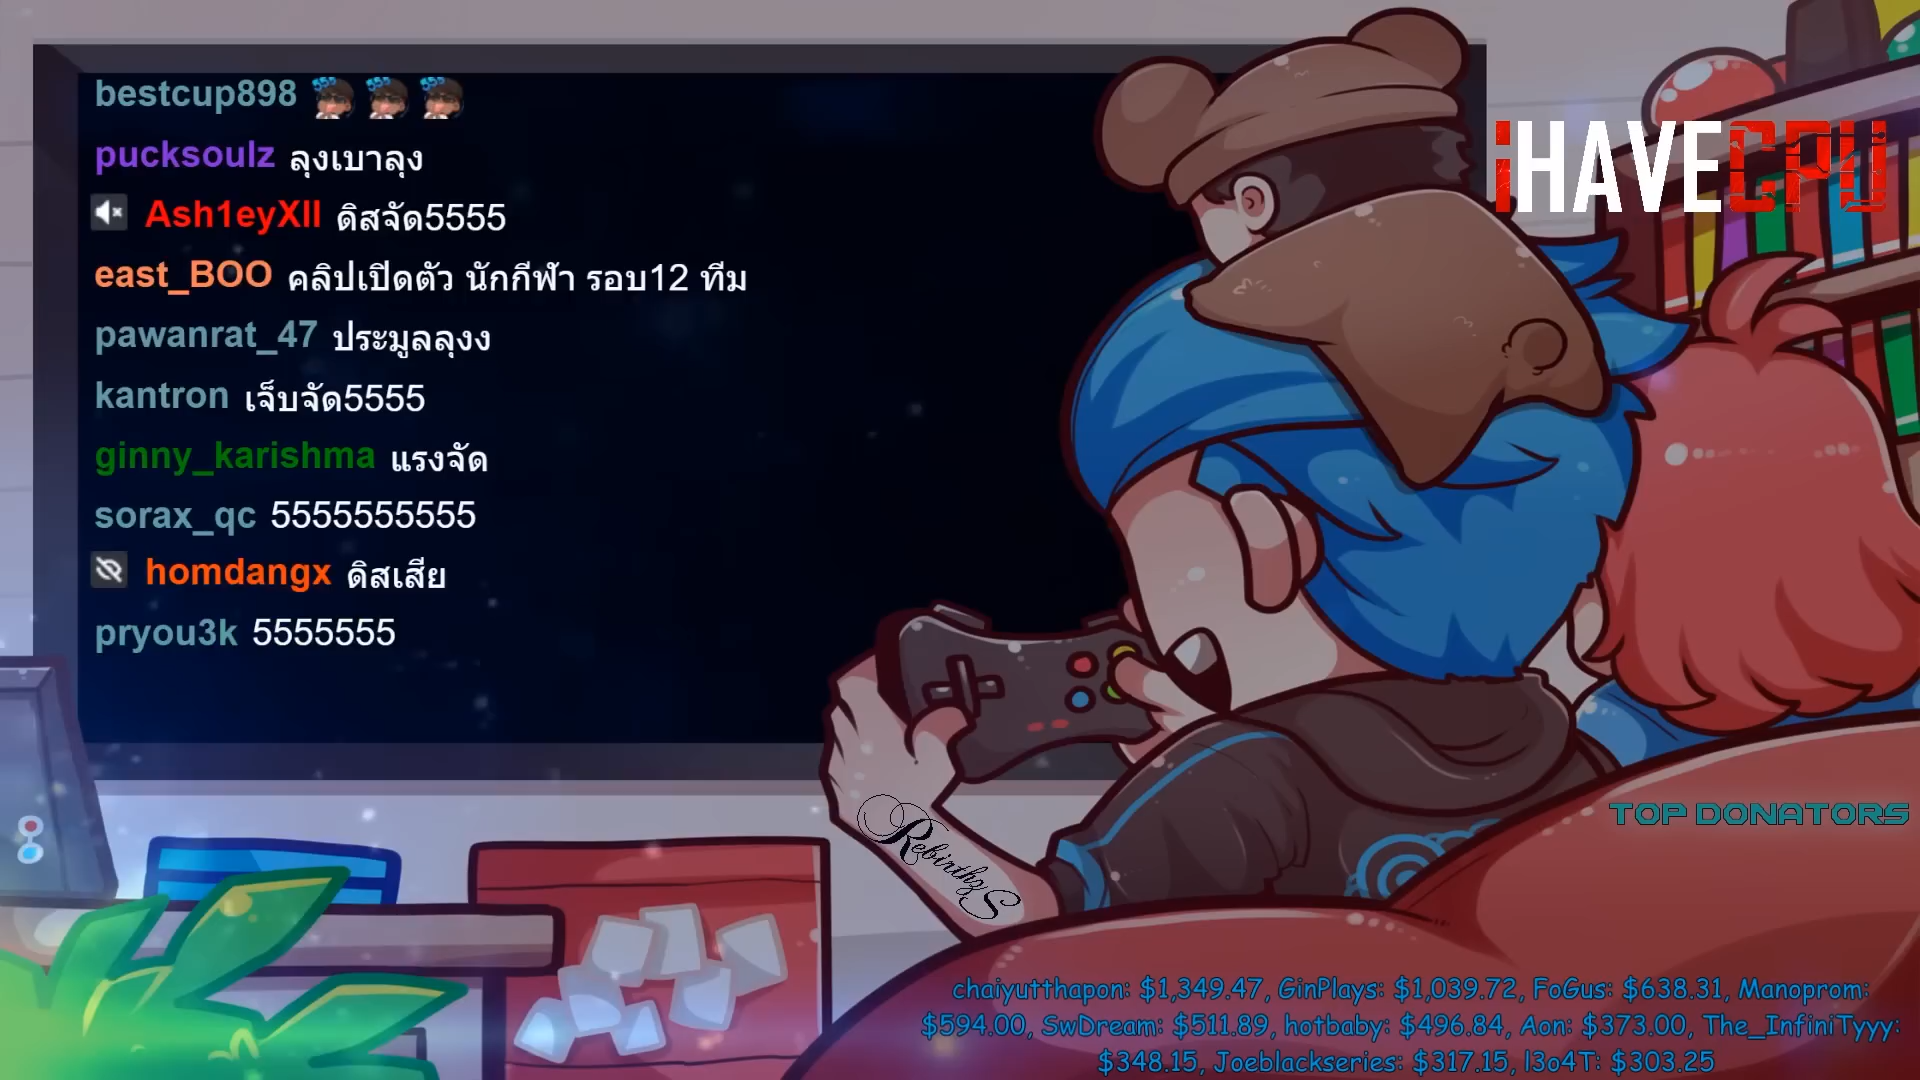 bestcup898
pucksoulz ลุงเบาลุง
Ash1eyXII ดิสจัด5555
east_BOO คลิปเปิดตัว นักกีฬา รอบ12 ทีม
pawanrat_47 ประมูลลุงง
kantron เจ็บจัด5555
ginny_karishma แรงจัด
sorax_qc 5555555555
homdangx ดิสเสีย
pryou3k 5555555
iHAVECPU
RebirthzS
TOP DONATORS
chaiyutthapon: $1,349.47, GinPlays: $1,039.72, FoGus: $638.31, Manoprom:
$594.00, SwDream: $511.89, hotbaby: $496.84, Aon: $373.00, The_InfiniTyyy:
$348.15, Joeblackseries: $317.15, l3o4T: $303.25